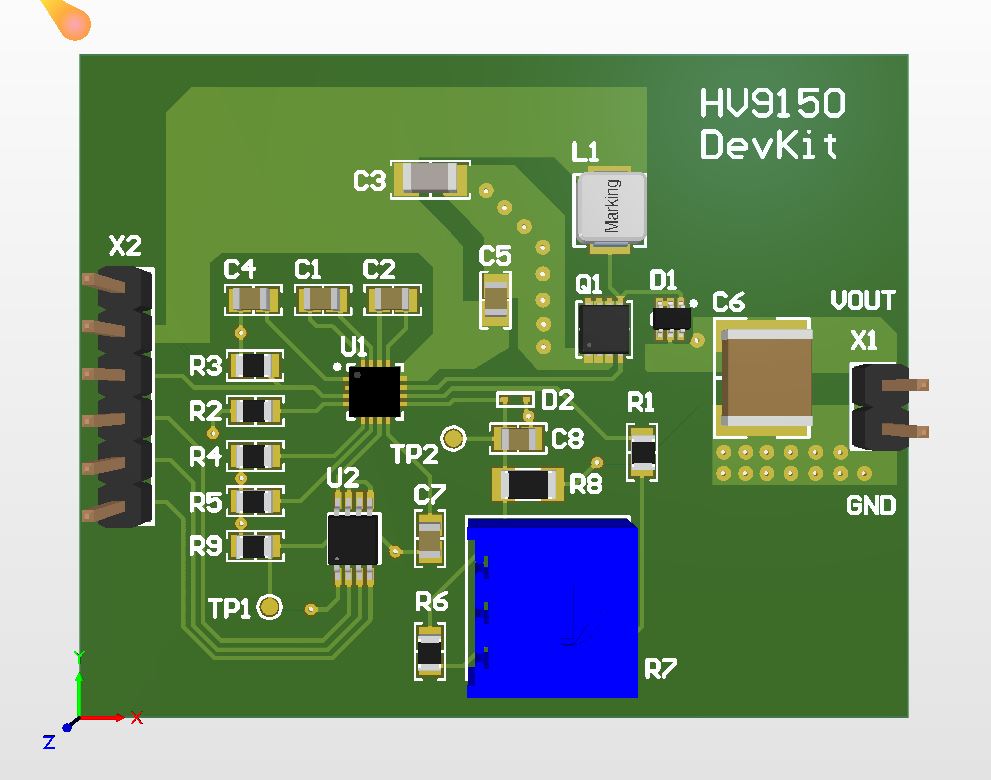 HV9150
DevKit
L1
C3
Marking
X2
C5
C4
C1
C2
Q1
D1
C6
VOUT
X1
U1
R3
R2
D2
R1
R4
TP2
C8
U2
R8
C7
R5
GND
R9
TP1
R6
R7
Y
X
Z